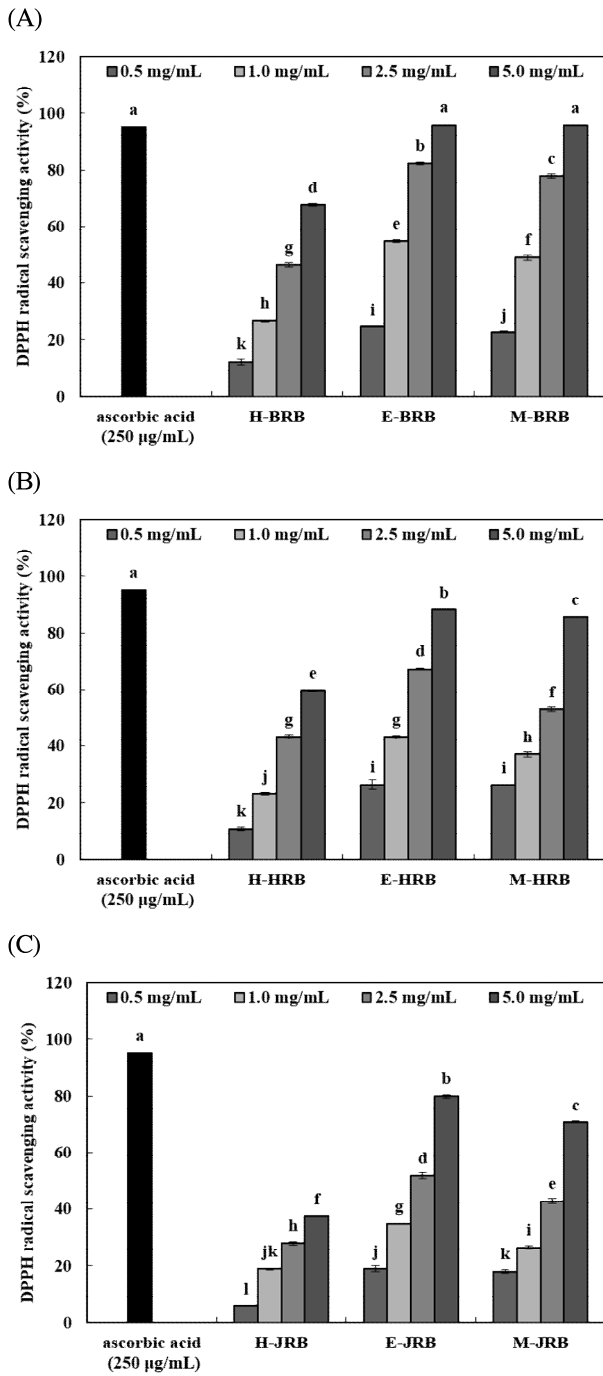 (A)
DPPH radical scavenging activity (%)
120
100
80
60
40
20
0
0.5 mg/mL 1.0 mg/mL 2.5 mg/mL 5.0 mg/mL
a
k h g d
i e b a
j f c a
ascorbic acid
(250 µg/mL)
H-BRB E-BRB M-BRB
(B)
DPPH radical scavenging activity (%)
120
100
80
60
40
20
0
0.5 mg/mL 1.0 mg/mL 2.5 mg/mL 5.0 mg/mL
a
k j g e
i g d b
i h f c
ascorbic acid
(250 µg/mL)
H-HRB E-HRB M-HRB
(C)
DPPH radical scavenging activity (%)
120
100
80
60
40
20
0
0.5 mg/mL 1.0 mg/mL 2.5 mg/mL 5.0 mg/mL
a
l jk h f
j g d b
k i e c
ascorbic acid
(250 µg/mL)
H-JRB E-JRB M-JRB